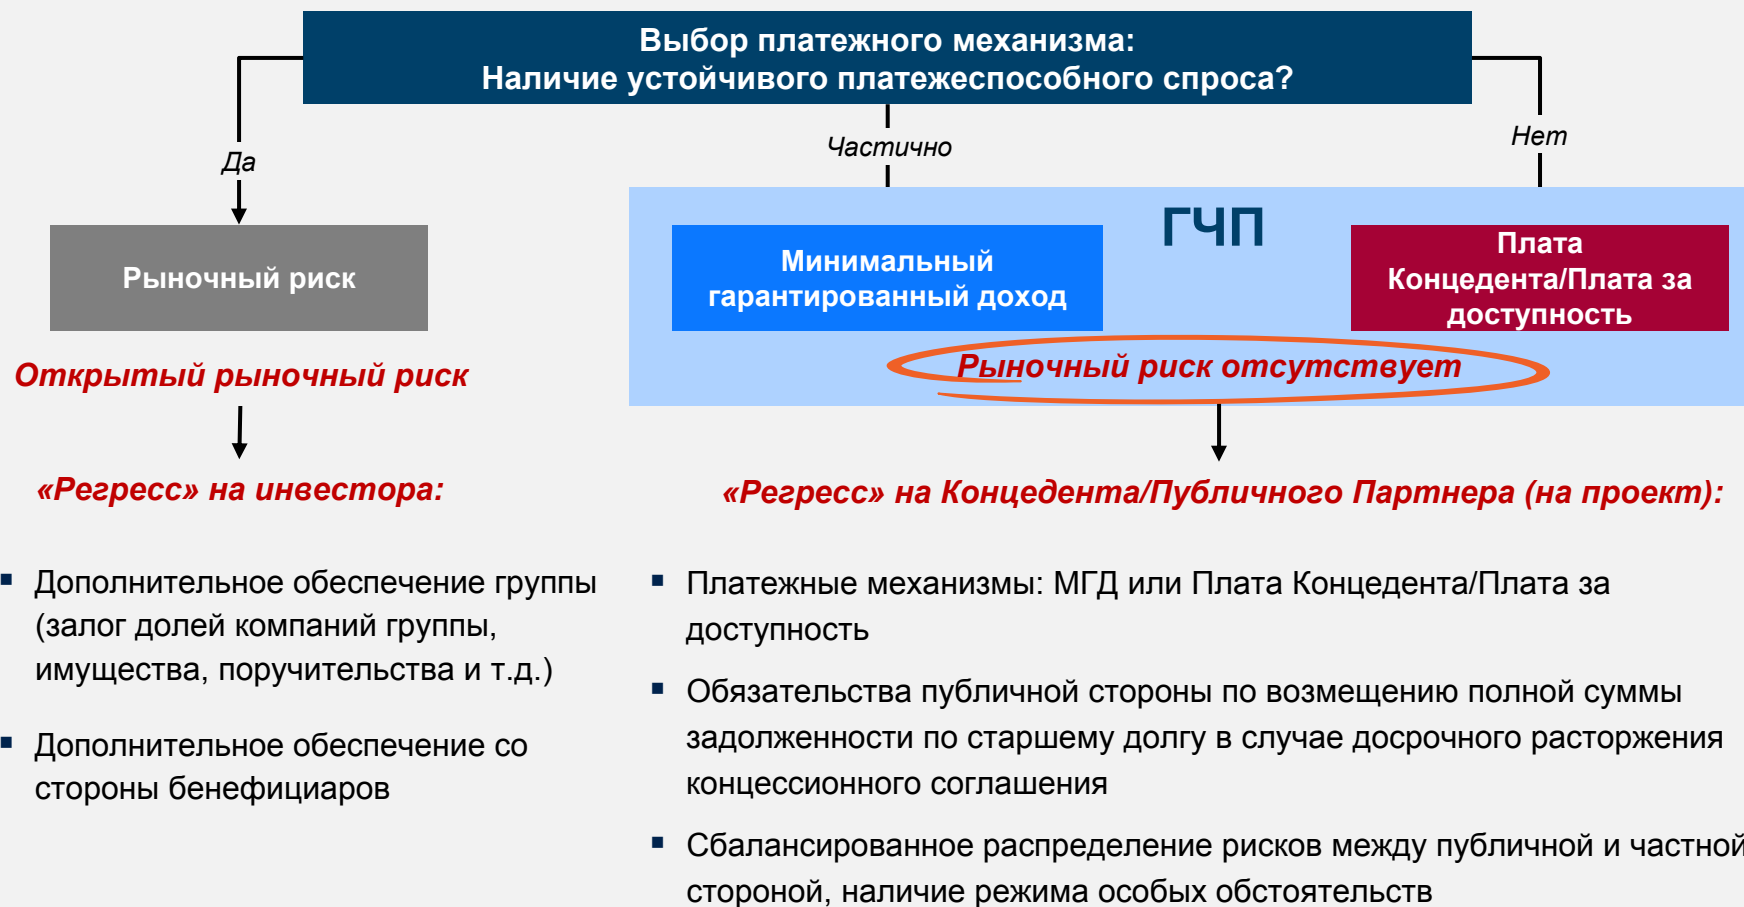 Выбор платежного механизма:
Наличие устойчивого платежеспособного спроса?
Да
Частично
Нет
ГЧП
Рыночный риск
Минимальный
гарантированный доход
Плата
Концедента/Плата за
доступность
Открытый рыночный риск
Рыночный риск отсутствует
«Регресс» на инвестора:
▪ Дополнительное обеспечение группы
(залог долей компаний группы,
имущества, поручительства и т.д.)
▪ Дополнительное обеспечение со
стороны бенефициаров
«Регресс» на Концедента/Публичного Партнера (на проект):
▪ Платежные механизмы: МГД или Плата Концедента/Плата за
доступность
▪ Обязательства публичной стороны по возмещению полной суммы
задолженности по старшему долгу в случае досрочного расторжения
концессионного соглашения
▪ Сбалансированное распределение рисков между публичной и частной
стороной, наличие режима особых обстоятельств